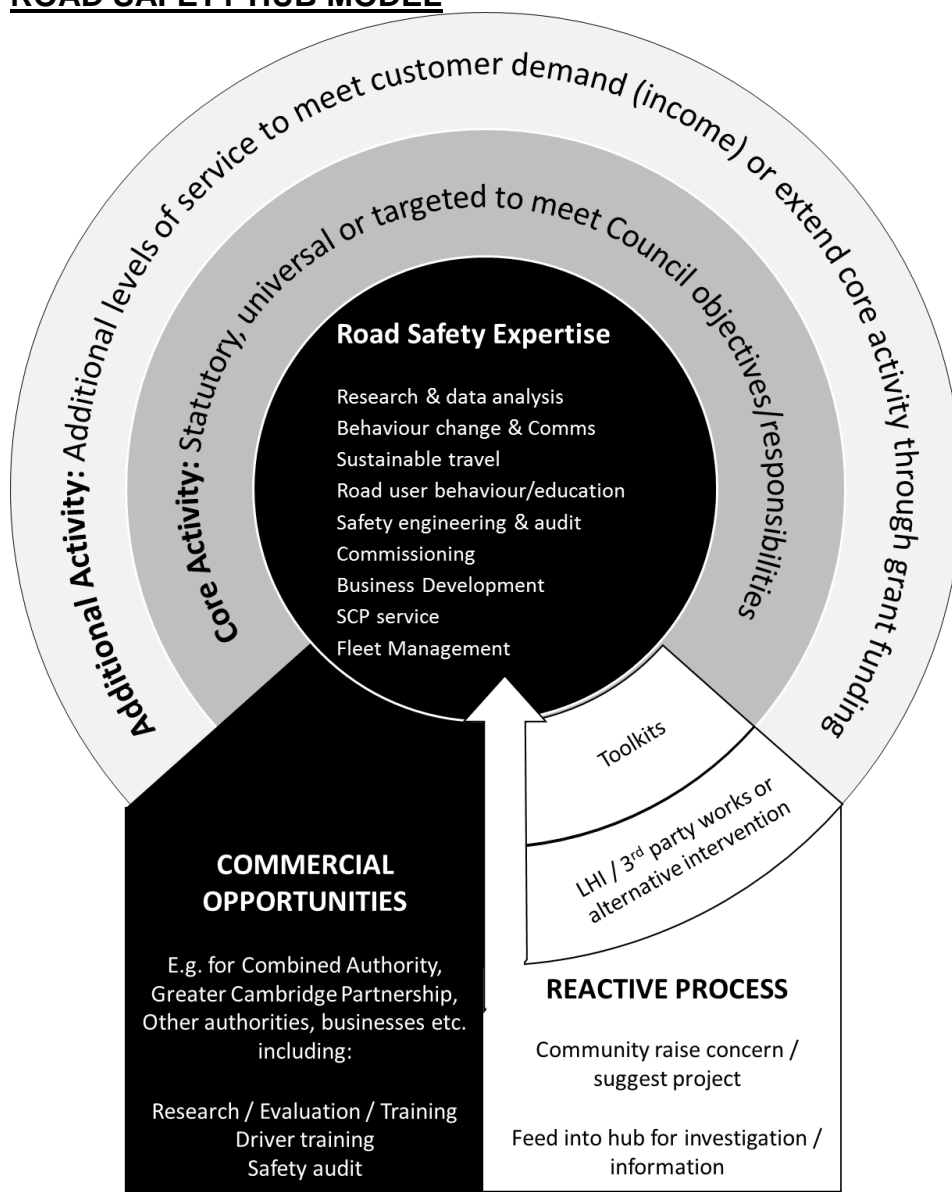 ROAD SAFETY HUB MODEL
Additional Activity: Additional levels of service to meet customer demand (income) or extend core activity through grant funding
Core Activity: Statutory, universal or targeted to meet Council objectives/responsibilities
Road Safety Expertise
Research & data analysis
Behaviour change & Comms
Sustainable travel
Road user behaviour/education
Safety engineering & audit
Commissioning
Business Development
SCP service
Fleet Management
Toolkits
LHI / 3rd party works or
alternative intervention
COMMERCIAL
OPPORTUNITIES
E.g. for Combined Authority,
Greater Cambridge Partnership,
Other authorities, businesses etc.
including:
Research / Evaluation / Training
Driver training
Safety audit
REACTIVE PROCESS
Community raise concern /
suggest project
Feed into hub for investigation /
information